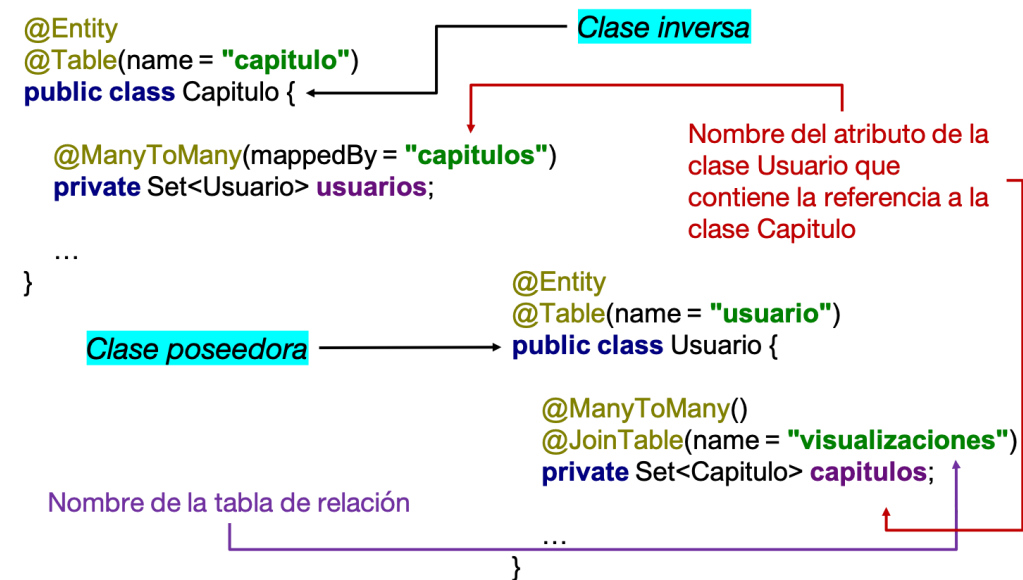 @Entity
@Table(name = "capitulo")
public class Capitulo {
@ManyToMany(mappedBy = "capitulos")
private Set<Usuario> usuarios;
…
}
Clase inversa
Nombre del atributo de la
clase Usuario que
contiene la referencia a la
clase Capitulo
Clase poseedora
@Entity
@Table(name = "usuario")
public class Usuario {
@ManyToMany()
@JoinTable(name = "visualizaciones")
private Set<Capitulo> capitulos;
…
}
Nombre de la tabla de relación